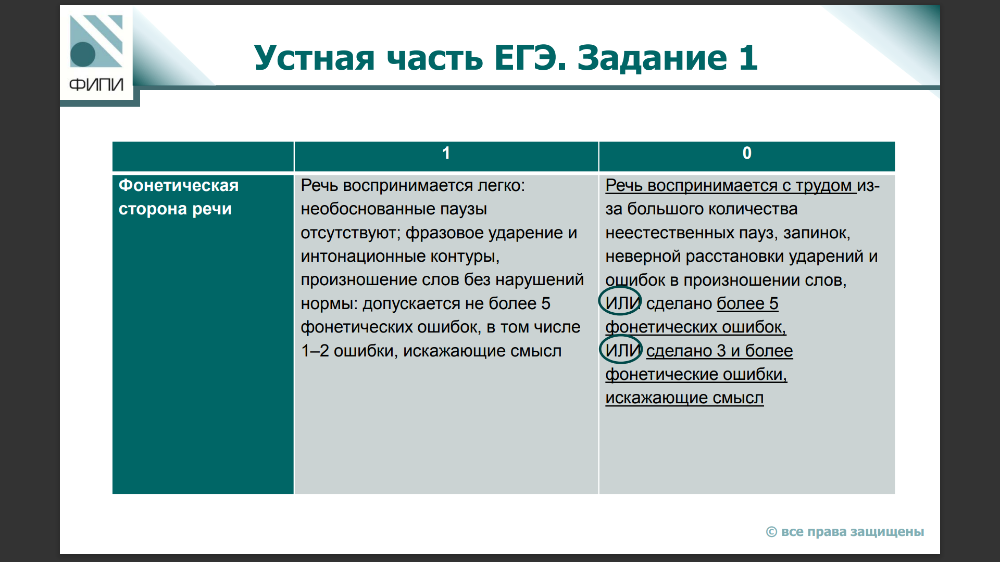 ФИПИ
Устная часть ЕГЭ. Задание 1
1
0
Фонетическая
сторона речи
Речь воспринимается легко:
необоснованные паузы
отсутствуют; фразовое ударение и
интонационные контуры,
произношение слов без нарушений
нормы: допускается не более 5
фонетических ошибок, в том числе
1–2 ошибки, искажающие смысл
Речь воспринимается с трудом из-
за большого количества
неестественных пауз, запинок,
неверной расстановки ударений и
ошибок в произношении слов,
ИЛИ сделано более 5
фонетических ошибок,
ИЛИ сделано 3 и более
фонетические ошибки,
искажающие смысл
© все права защищены